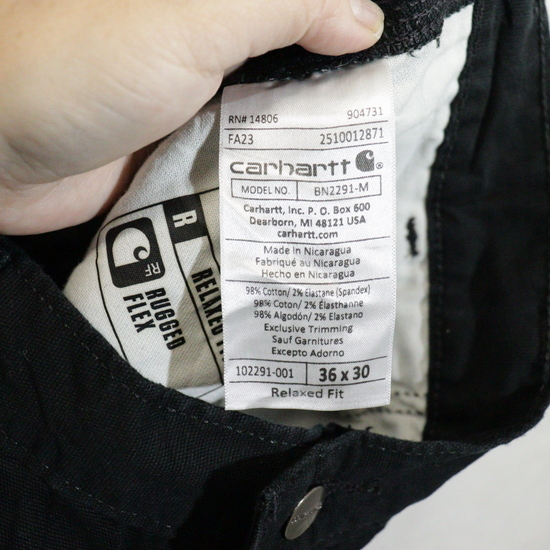 RN# 14806 904731
FA23 2510012871
carhartt
MODEL NO. BN2291-M
Carhartt, Inc. P. O. Box 600
Dearborn, MI 48121 USA
carhartt.com
Made in Nicaragua
Fabriqué au Nicaragua
Hecho en Nicaragua
98% Cotton/ 2% Elastane (Spandex)
98% Coton/ 2% Élasthanne
98% Algodón/ 2% Elastano
Exclusive Trimming
Sauf Garnitures
Excepto Adorno
102291-001 36 x 30
Relaxed Fit
R
RELAXED
RF
RUGGED
FLEX